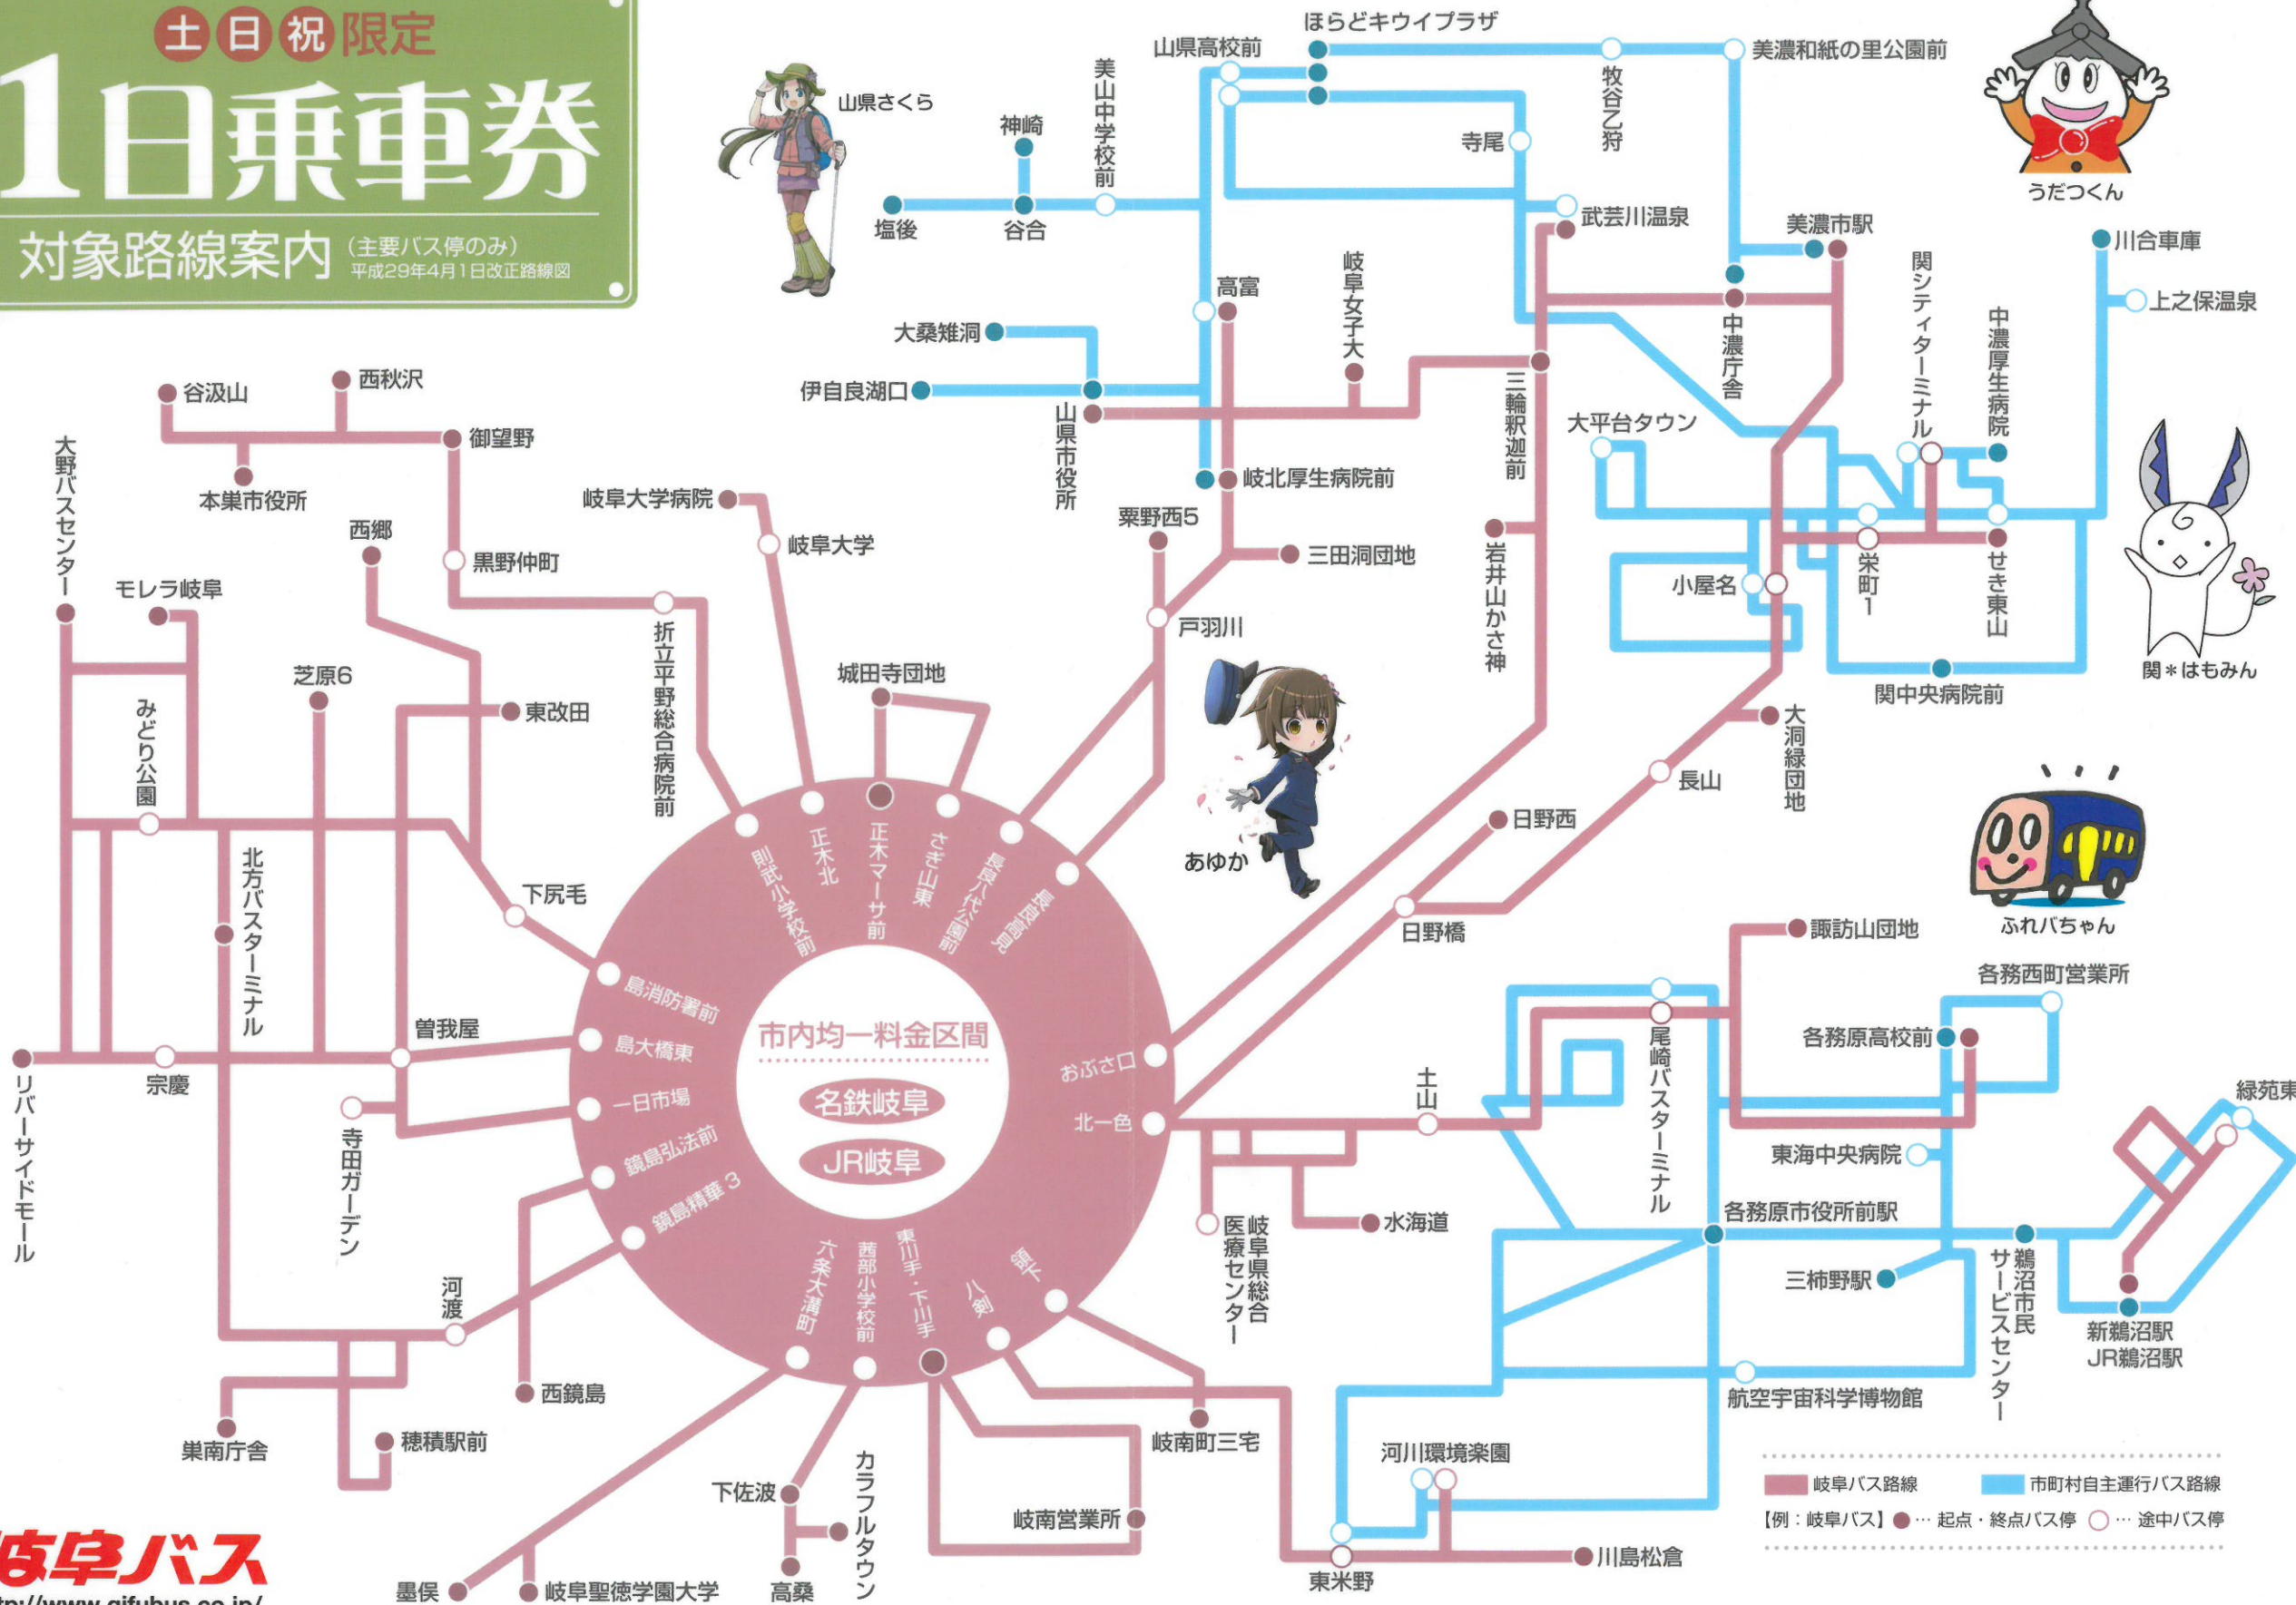 土日祝限定
1日乗車券
対象路線案内
（主要バス停のみ）
平成29年4月1日改正路線図
山県さくら
うだつくん
関＊はもみん
ふれバちゃん
あゆか
ほらどキウイプラザ
山県高校前
牧谷乙狩
美濃和紙の里公園前
美山中学校前
神崎
塩後
谷合
寺尾
武芸川温泉
美濃市駅
川合車庫
上之保温泉
関シティターミナル
中濃厚生病院
中濃庁舎
高富
岐阜女子大
大桑雉洞
伊自良湖口
山県市役所
三輪釈迦前
大平台タウン
岐北厚生病院前
粟野西5
三田洞団地
岩井山かさ神
小屋名
栄町1
せき東山
関中央病院前
戸羽川
大洞緑団地
長山
日野西
日野橋
谷汲山
西秋沢
御望野
本巣市役所
大野バスセンター
西郷
黒野仲町
岐阜大学病院
岐阜大学
モレラ岐阜
みどり公園
芝原6
東改田
折立平野総合病院前
城田寺団地
北方バスターミナル
下尻毛
曽我屋
リバーサイドモール
宗慶
寺田ガーデン
河渡
西鏡島
巣南庁舎
穂積駅前
則武小学校前
正木北
正木マーサ前
さぎ山東
長良八代公園前
長良高見
島消防署前
島大橋東
一日市場
鏡島弘法前
鏡島精華3
六条大溝町
茜部小学校前
東川手・下川手
八剣
領下
おぶさ口
北一色
市内均一料金区間
名鉄岐阜
JR岐阜
諏訪山団地
各務西町営業所
各務原高校前
尾崎バスターミナル
土山
緑苑東
東海中央病院
岐阜県総合
医療センター
水海道
各務原市役所前駅
三柿野駅
鵜沼市民
サービスセンター
新鵜沼駅
JR鵜沼駅
航空宇宙科学博物館
岐南町三宅
河川環境楽園
下佐波
カラフルタウン
岐南営業所
高桑
墨俣
岐阜聖徳学園大学
東米野
川島松倉
岐阜バス路線
市町村自主運行バス路線
【例：岐阜バス】●… 起点・終点バス停 ○… 途中バス停
岐阜バス
tp://www.gifubus.co.jp/